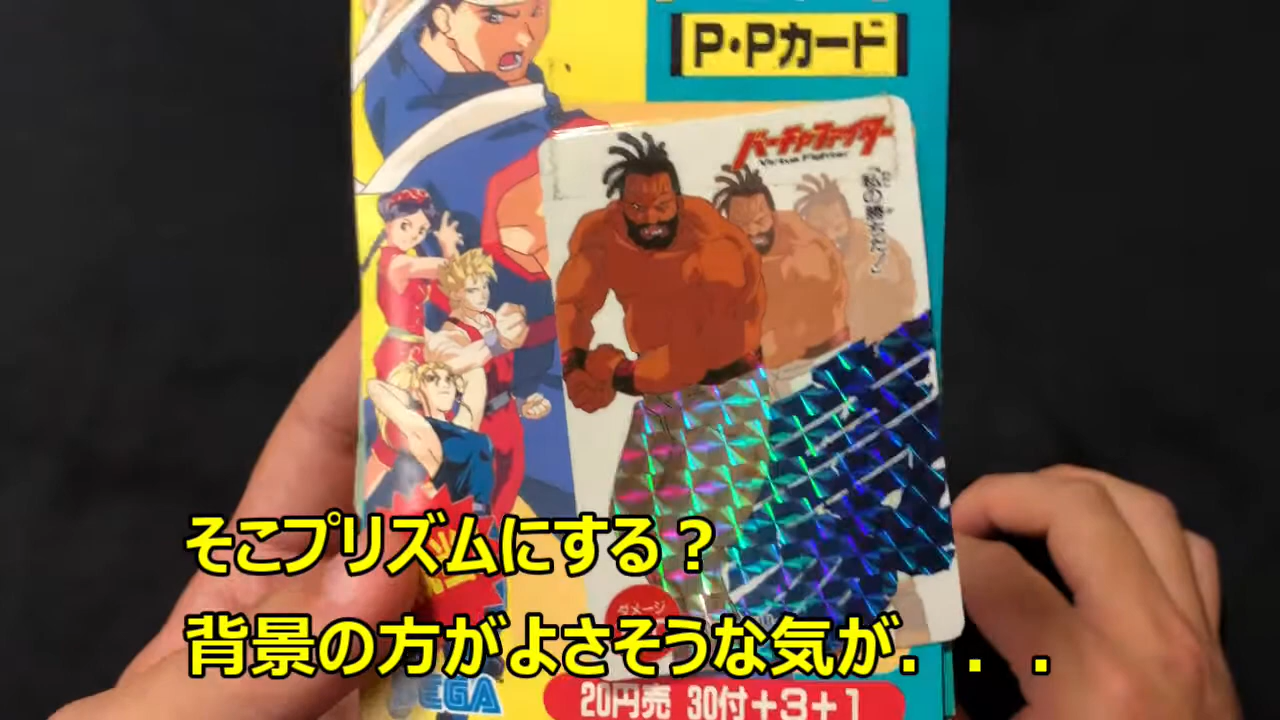 P・Pカード
バーチャファイター
Virtua Fighter
「私の勝ちだ!」
そこプリズムにする？
背景の方がよさそうな気が．．．
ダメージ
SEGA
20円売 30付+3+1